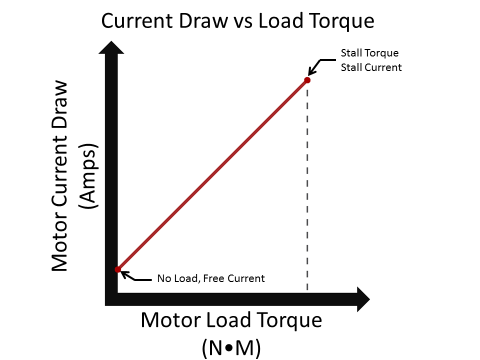 Current Draw vs Load Torque
Stall Torque
Stall Current
Motor Current Draw
(Amps)
No Load, Free Current
Motor Load Torque
(N•M)